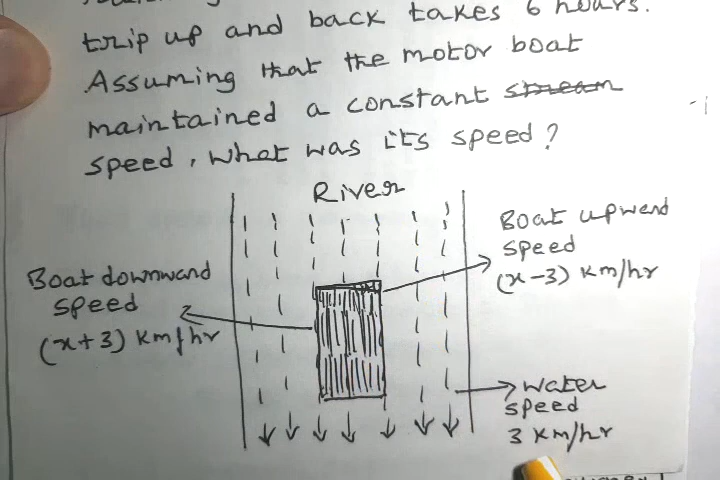 trip up and back takes 6 hours.
Assuming that the motor boat
maintained a constant stream
speed, what was its speed?
River
Boat upward
speed
(x-3) km/hr
Boat downward
speed
(x+3) km/hr
water
speed
3 km/hr